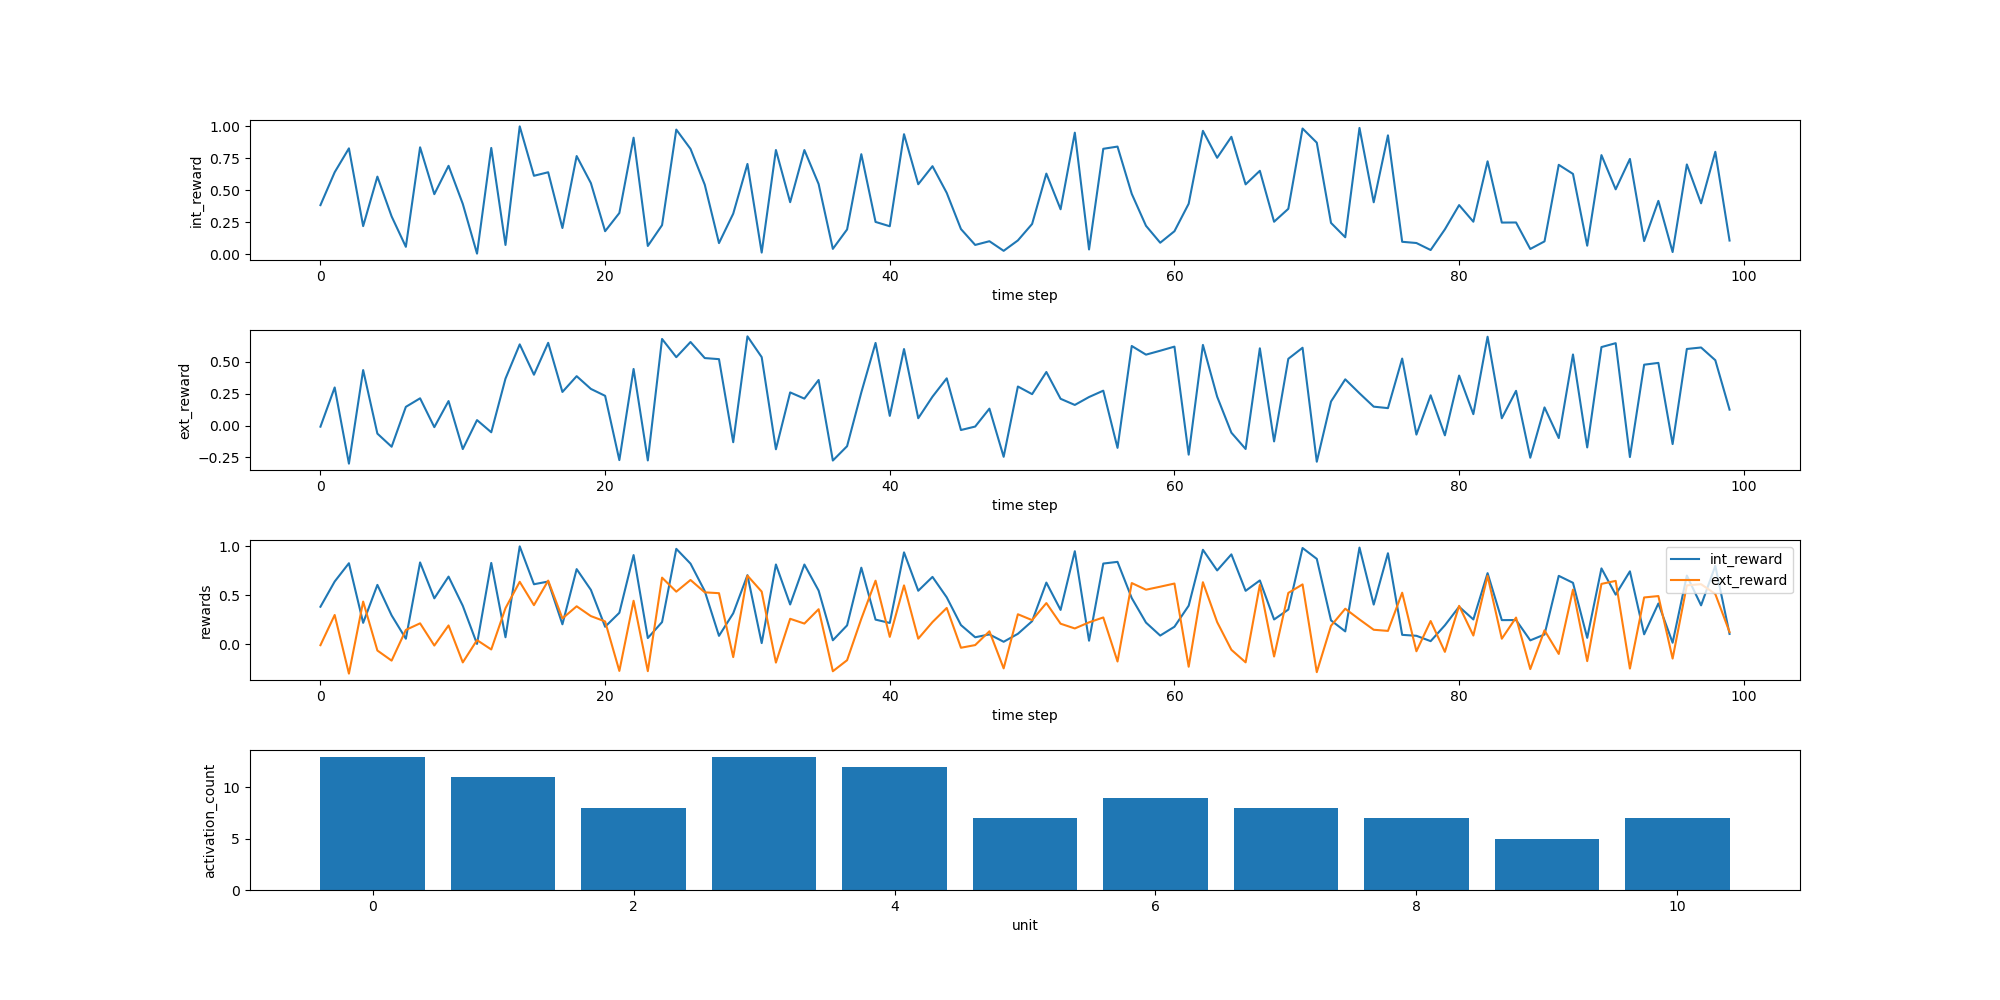 1.00
0.75
0.50
0.25
0.00
int_reward
0 20 40 60 80 100
time step
0.50
0.25
0.00
−0.25
ext_reward
0 20 40 60 80 100
time step
1.0
0.5
0.0
rewards
int_reward
ext_reward
0 20 40 60 80 100
time step
10
5
0
activation_count
0 2 4 6 8 10
unit